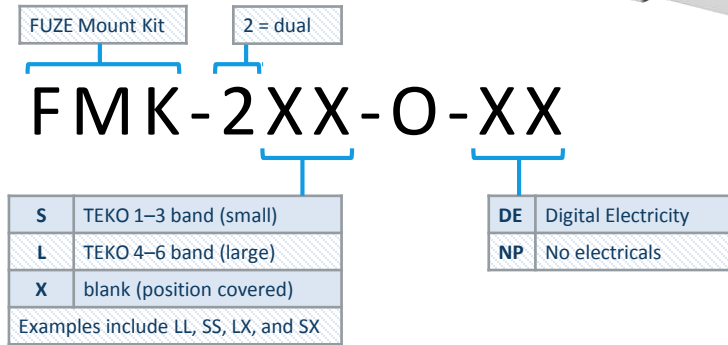 FUZE Mount Kit
2 = dual
FMK-2XX-O-XX
S TEKO 1–3 band (small)
L TEKO 4–6 band (large)
X blank (position covered)
Examples include LL, SS, LX, and SX
DE Digital Electricity
NP No electricals